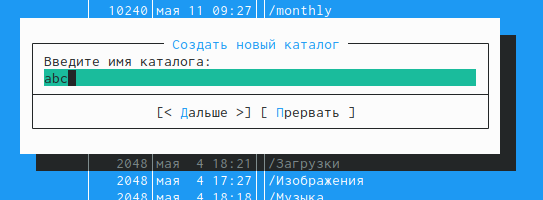 10240 мая 11 09:27 /monthly
Создать новый каталог
Введите имя каталога:
abc
[< Дальше >] [ Прервать ]
2048 мая 4 18:21 /Загрузки
2048 мая 4 17:27 /Изображения
2048 мая 4 18:18 /Музыка